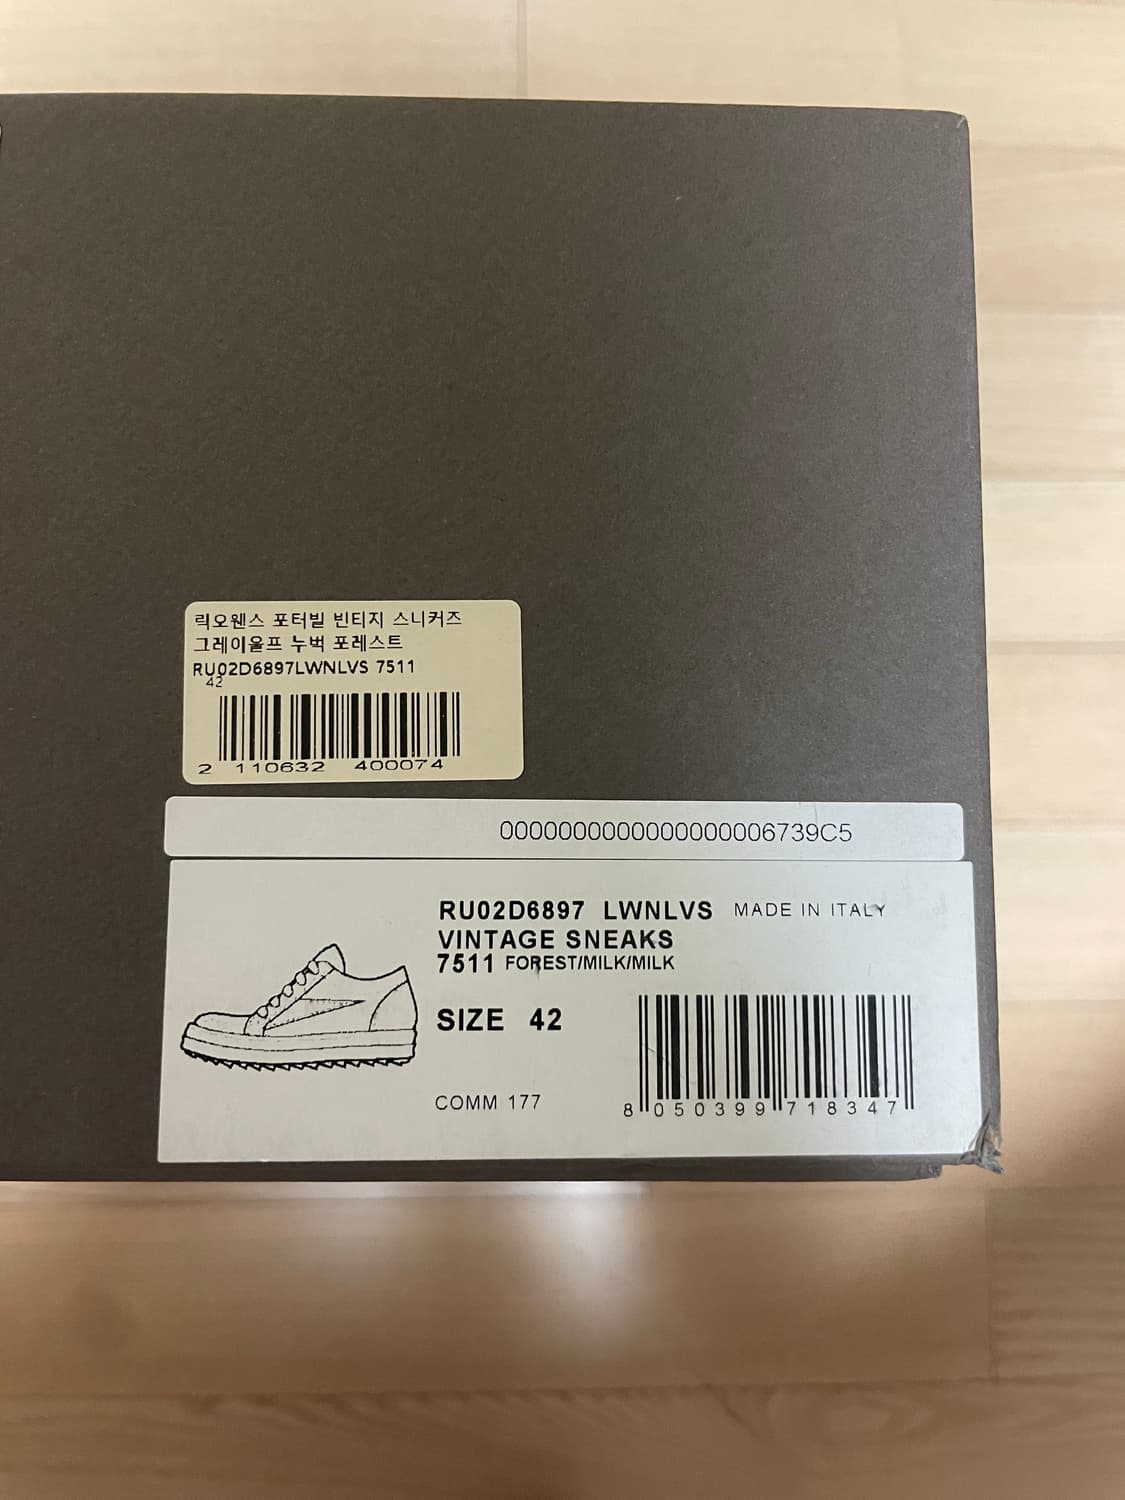 릭오웬스 포터빌 빈티지 스니커즈
그레이울프 누벅 포레스트
RU02D6897LWNLVS 7511
42
2 110632 400074
0000000000000000006739C5
RU02D6897 LWNLVS MADE IN ITALY
VINTAGE SNEAKS
7511 FOREST/MILK/MILK
SIZE 42
COMM 177
8 050399 718347